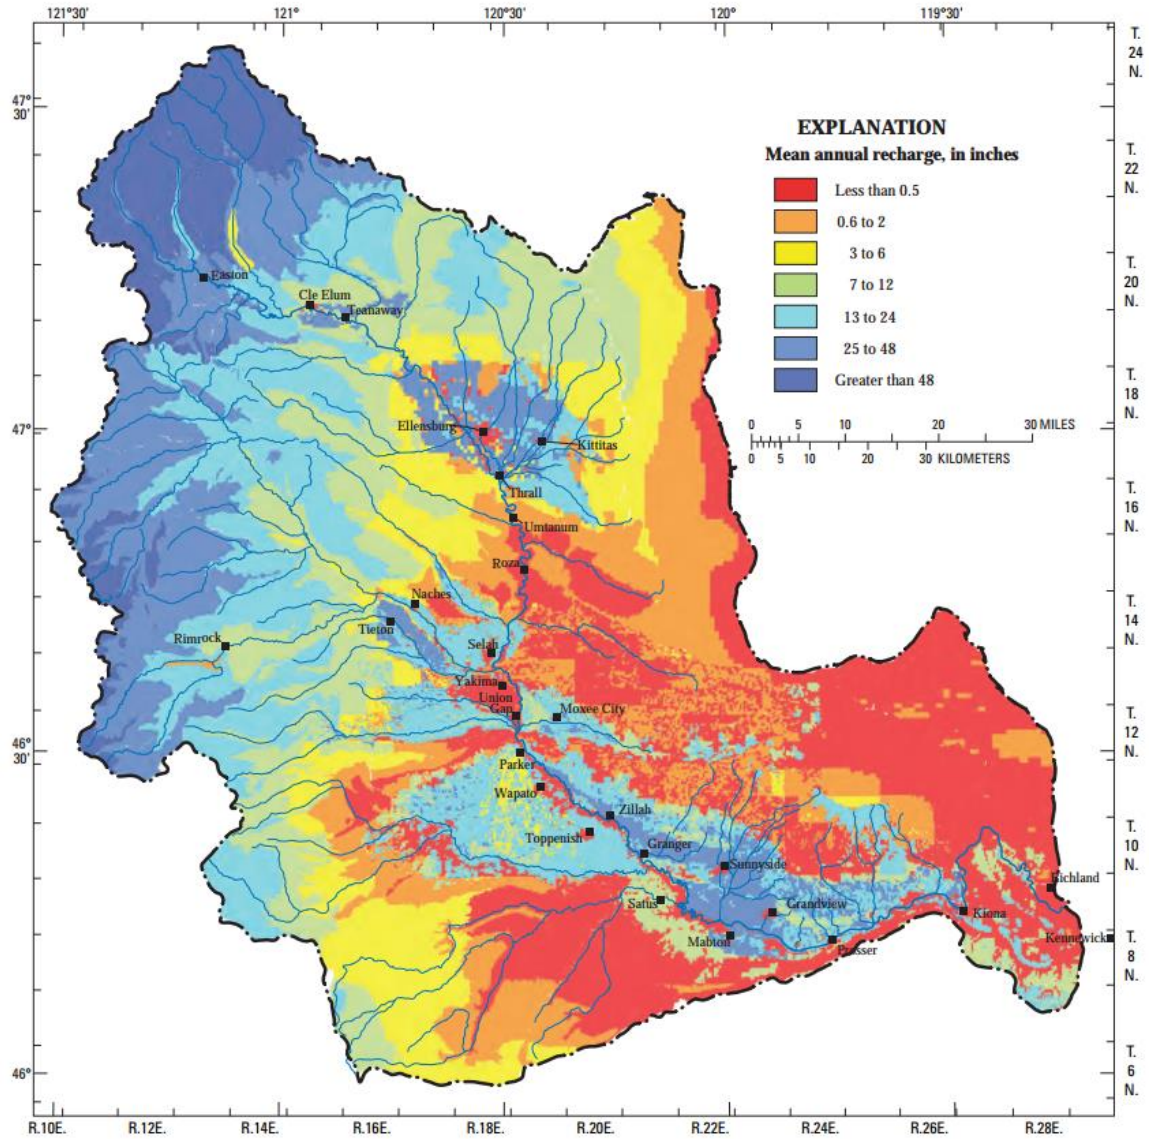 121°30'
121°
120°30'
120°
119°30'
T.
24
N.
47°
30'
EXPLANATION
Mean annual recharge, in inches
Less than 0.5
0.6 to 2
3 to 6
7 to 12
13 to 24
25 to 48
Greater than 48
T.
22
N.
T.
20
N.
Easton
Cle Elum
Teanaway
T.
18
N.
0 5 10 20 30 MILES
0 5 10 20 30 KILOMETERS
47°
Ellensburg
Kittitas
Thrall
T.
16
N.
Umtanum
Roza
Naches
T.
14
N.
Tieton
Rimrock
Selah
Yakima
Union
Gap
Moxee City
T.
12
N.
46°
30'
Parker
Wapato
Zillah
Toppenish
Granger
T.
10
N.
Sunnyside
Richland
Satus
Grandview
Kiona
Mabton
Prosser
Kennewick
T.
8
N.
46°
T.
6
N.
R.10E. R.12E. R.14E. R.16E. R.18E. R.20E. R.22E. R.24E. R.26E. R.28E.